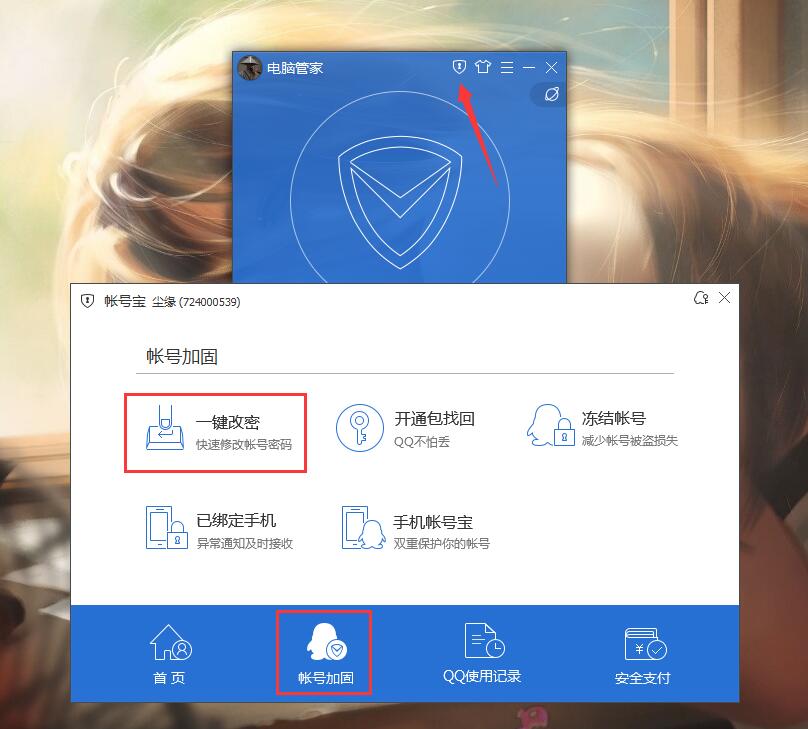 电脑管家
帐号宝 尘缘 (724000539)
帐号加固
一键改密
快速修改帐号密码
开通包找回
QQ不怕丢
冻结帐号
减少帐号被盗损失
已绑定手机
异常通知及时接收
手机帐号宝
双重保护你的帐号
首 页
帐号加固
QQ使用记录
¥
安全支付